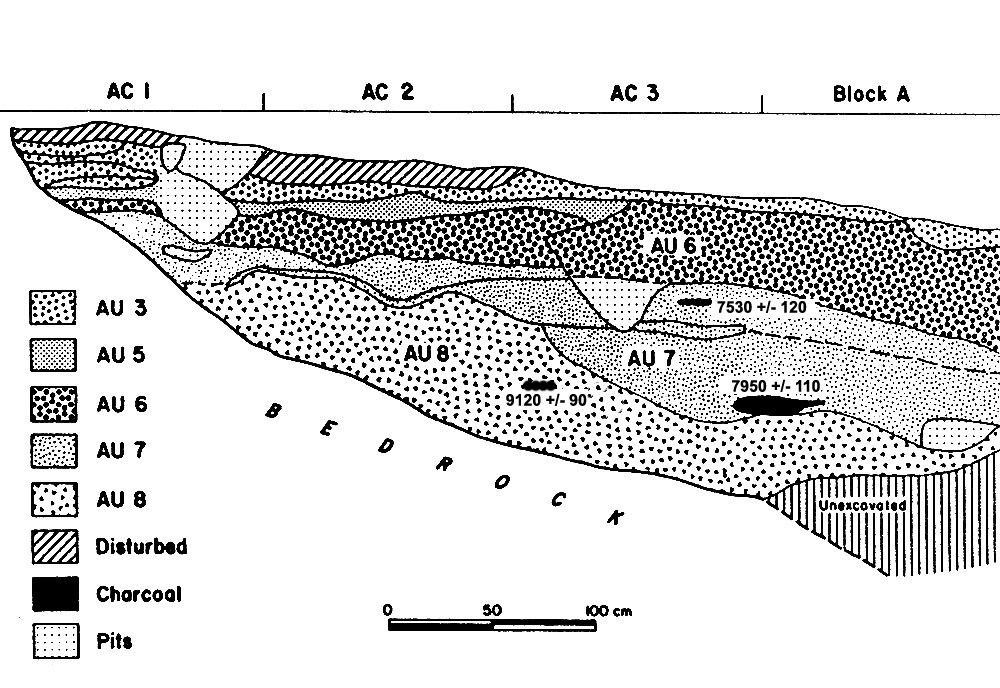 AC 1 AC 2 AC 3 Block A
AU 6
7530 +/- 120
AU 8
AU 7
7950 +/- 110
9120 +/- 90
BEDROCK
Unexcavated
AU 3
AU 5
AU 6
AU 7
AU 8
Disturbed
Charcoal
Pits
0 50 100 cm